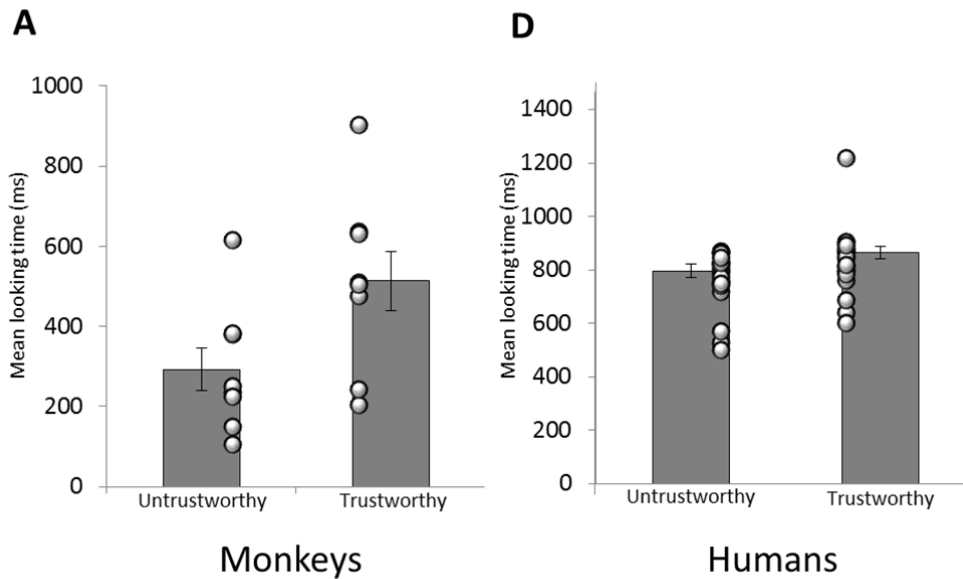 A
Mean looking time (ms)
1000
800
600
400
200
0
Untrustworthy Trustworthy
Monkeys
D
Mean looking time (ms)
1400
1200
1000
800
600
400
200
0
Untrustworthy Trustworthy
Humans